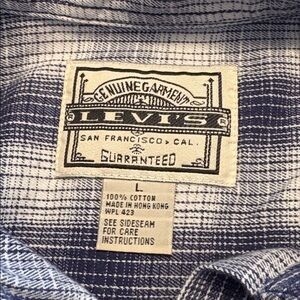 GENUINE GARMENT
LEVI'S
SAN FRANCISCO, CAL.
GUARANTEED
L
100% COTTON
MADE IN HONG KONG
WPL 423
SEE SIDESEAM
FOR CARE
INSTRUCTIONS